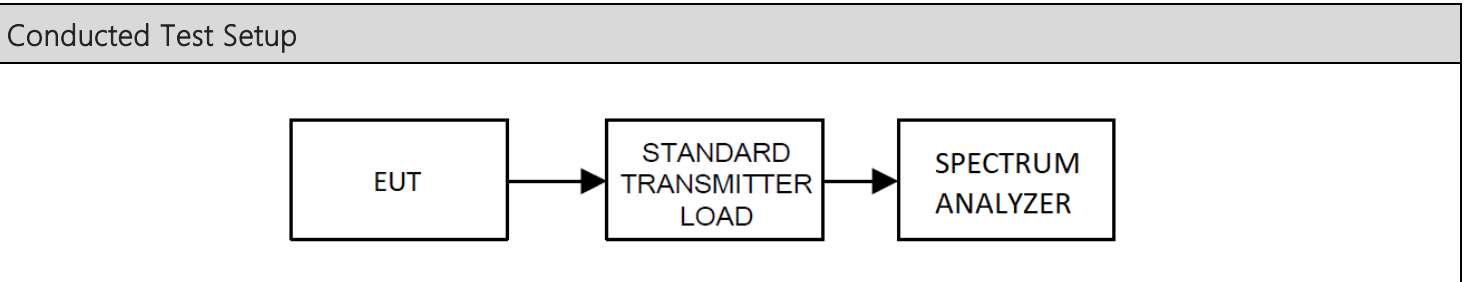 Conducted Test Setup
EUT
STANDARD
TRANSMITTER
LOAD
SPECTRUM
ANALYZER